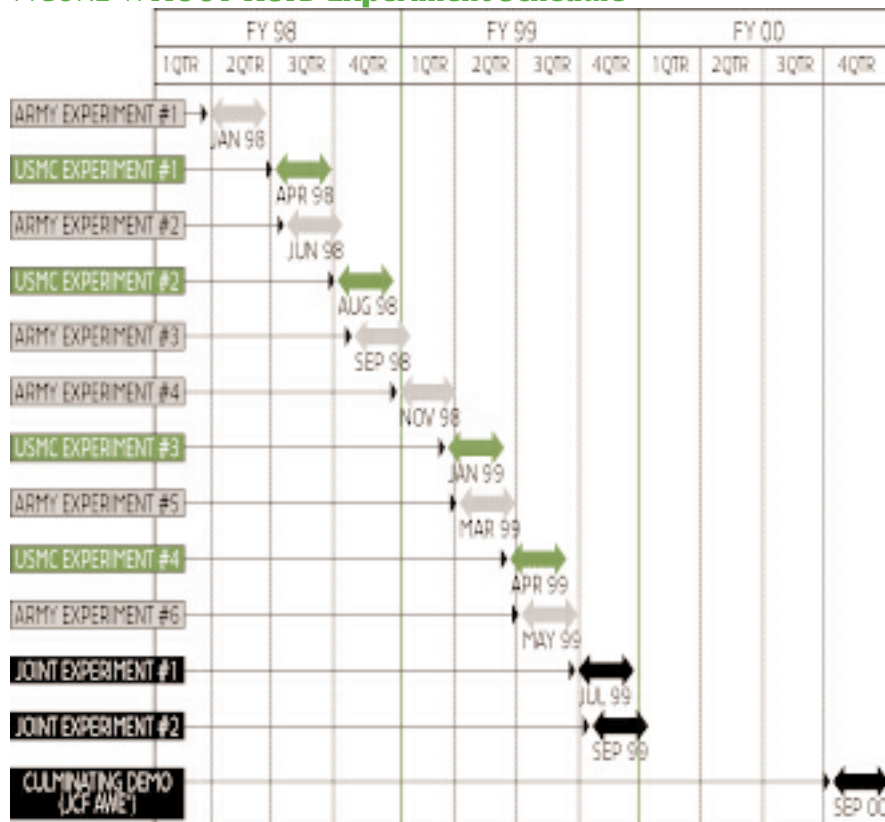 FY 98 FY 99 FY 00
1QTR 2QTR 3QTR 4QTR 1QTR 2QTR 3QTR 4QTR 1QTR 2QTR 3QTR 4QTR
ARMY EXPERIMENT #1
JAN 98
USMC EXPERIMENT #1
APR 98
ARMY EXPERIMENT #2
JUN 98
USMC EXPERIMENT #2
AUG 98
ARMY EXPERIMENT #3
SEP 98
ARMY EXPERIMENT #4
NOV 98
USMC EXPERIMENT #3
JAN 99
ARMY EXPERIMENT #5
MAR 99
USMC EXPERIMENT #4
APR 99
ARMY EXPERIMENT #6
MAY 99
JOINT EXPERIMENT #1
JUL 99
JOINT EXPERIMENT #2
SEP 99
CULMINATING DEMO
(JCF AWE*)
SEP 00